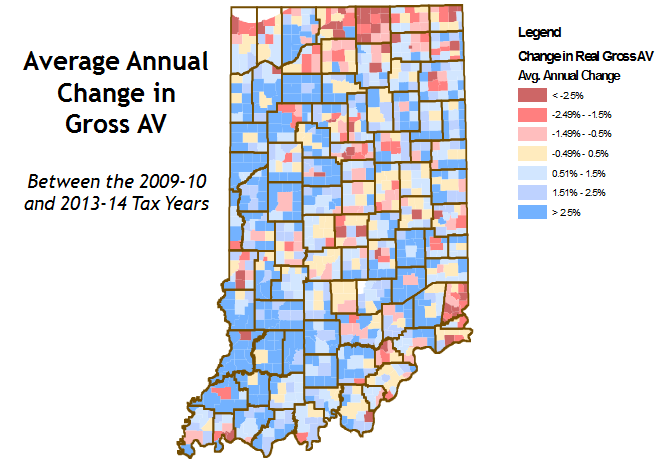 Average Annual
Change in
Gross AV
Between the 2009-10
and 2013-14 Tax Years
Legend
Change in Real Gross AV
Avg. Annual Change
< -2.5%
-2.49% - -1.5%
-1.49% - -0.5%
-0.49% - 0.5%
0.51% - 1.5%
1.51% - 2.5%
> 2.5%